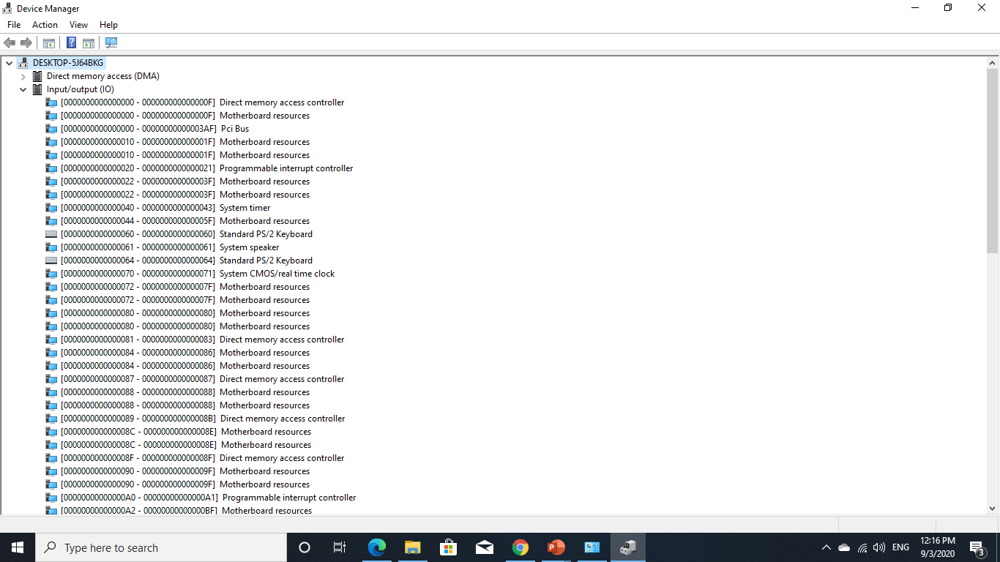 Device Manager
File Action View Help
DESKTOP-5J64BKG
Direct memory access (DMA)
Input/output (IO)
[0000000000000000 - 000000000000000F] Direct memory access controller
[0000000000000000 - 000000000000000F] Motherboard resources
[0000000000000000 - 00000000000003AF] Pci Bus
[0000000000000010 - 000000000000001F] Motherboard resources
[0000000000000010 - 000000000000001F] Motherboard resources
[0000000000000020 - 0000000000000021] Programmable interrupt controller
[0000000000000022 - 000000000000003F] Motherboard resources
[0000000000000022 - 000000000000003F] Motherboard resources
[0000000000000040 - 0000000000000043] System timer
[0000000000000044 - 000000000000005F] Motherboard resources
[0000000000000060 - 0000000000000060] Standard PS/2 Keyboard
[0000000000000061 - 0000000000000061] System speaker
[0000000000000064 - 0000000000000064] Standard PS/2 Keyboard
[0000000000000070 - 0000000000000071] System CMOS/real time clock
[0000000000000072 - 000000000000007F] Motherboard resources
[0000000000000072 - 000000000000007F] Motherboard resources
[0000000000000080 - 0000000000000080] Motherboard resources
[0000000000000080 - 0000000000000080] Motherboard resources
[0000000000000081 - 0000000000000083] Direct memory access controller
[0000000000000084 - 0000000000000086] Motherboard resources
[0000000000000084 - 0000000000000086] Motherboard resources
[0000000000000087 - 0000000000000087] Direct memory access controller
[0000000000000088 - 0000000000000088] Motherboard resources
[0000000000000088 - 0000000000000088] Motherboard resources
[0000000000000089 - 000000000000008B] Direct memory access controller
[000000000000008C - 000000000000008E] Motherboard resources
[000000000000008C - 000000000000008E] Motherboard resources
[000000000000008F - 000000000000008F] Direct memory access controller
[0000000000000090 - 000000000000009F] Motherboard resources
[0000000000000090 - 000000000000009F] Motherboard resources
[00000000000000A0 - 00000000000000A1] Programmable interrupt controller
[00000000000000A2 - 00000000000000BF] Motherboard resources
Type here to search
ENG
12:16 PM
9/3/2020
3